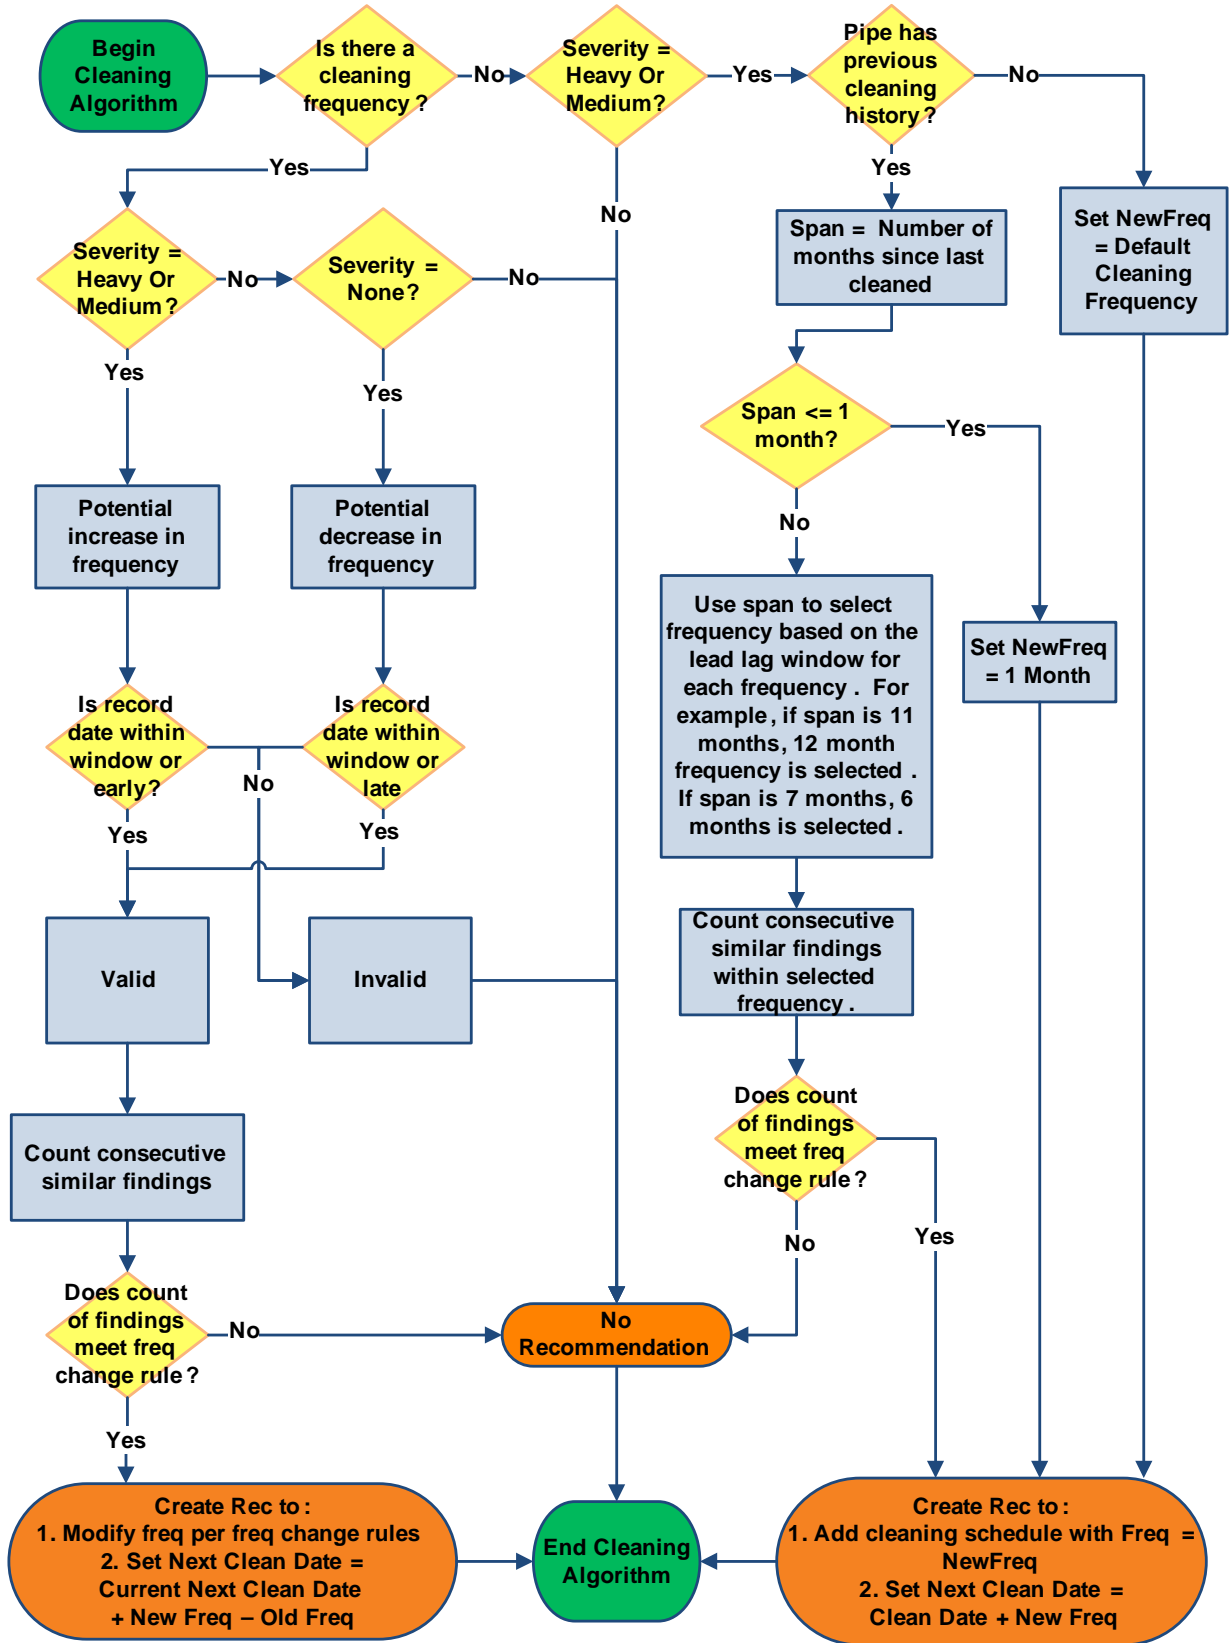 Begin
Cleaning
Algorithm
Is there a
cleaning
frequency ?
No
Severity =
Heavy Or
Medium?
Yes
Pipe has
previous
cleaning
history ?
No
Yes
Yes
No
Severity =
Heavy Or
Medium?
No
Severity =
None?
No
Span = Number of
months since last
cleaned
Set NewFreq
= Default
Cleaning
Frequency
Yes
Yes
Span <= 1
month?
Yes
No
Potential
increase in
frequency
Potential
decrease in
frequency
Use span to select
frequency based on the
lead lag window for
each frequency . For
example , if span is 11
months, 12 month
frequency is selected .
If span is 7 months, 6
months is selected .
Set NewFreq
= 1 Month
Is record
date within
window or
early?
Is record
date within
window or
late
No
Yes
Yes
Valid
Invalid
Count consecutive
similar findings
within selected
frequency .
Count consecutive
similar findings
Does count
of findings
meet freq
change rule ?
No
Yes
Does count
of findings
meet freq
change rule ?
No
No
Recommendation
Yes
Create Rec to :
1. Modify freq per freq change rules
2. Set Next Clean Date =
Current Next Clean Date
+ New Freq – Old Freq
End Cleaning
Algorithm
Create Rec to :
1. Add cleaning schedule with Freq =
NewFreq
2. Set Next Clean Date =
Clean Date + New Freq